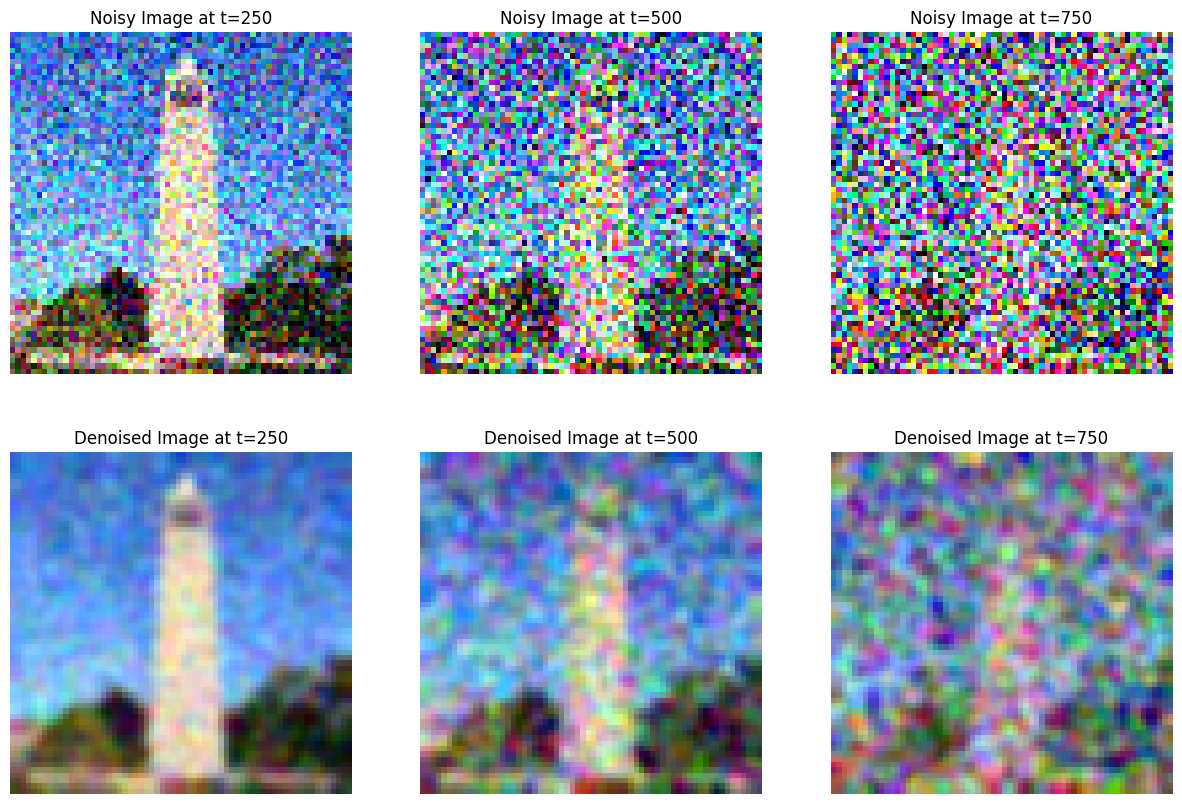 Noisy Image at t=250
Noisy Image at t=500
Noisy Image at t=750
Denoised Image at t=250
Denoised Image at t=500
Denoised Image at t=750